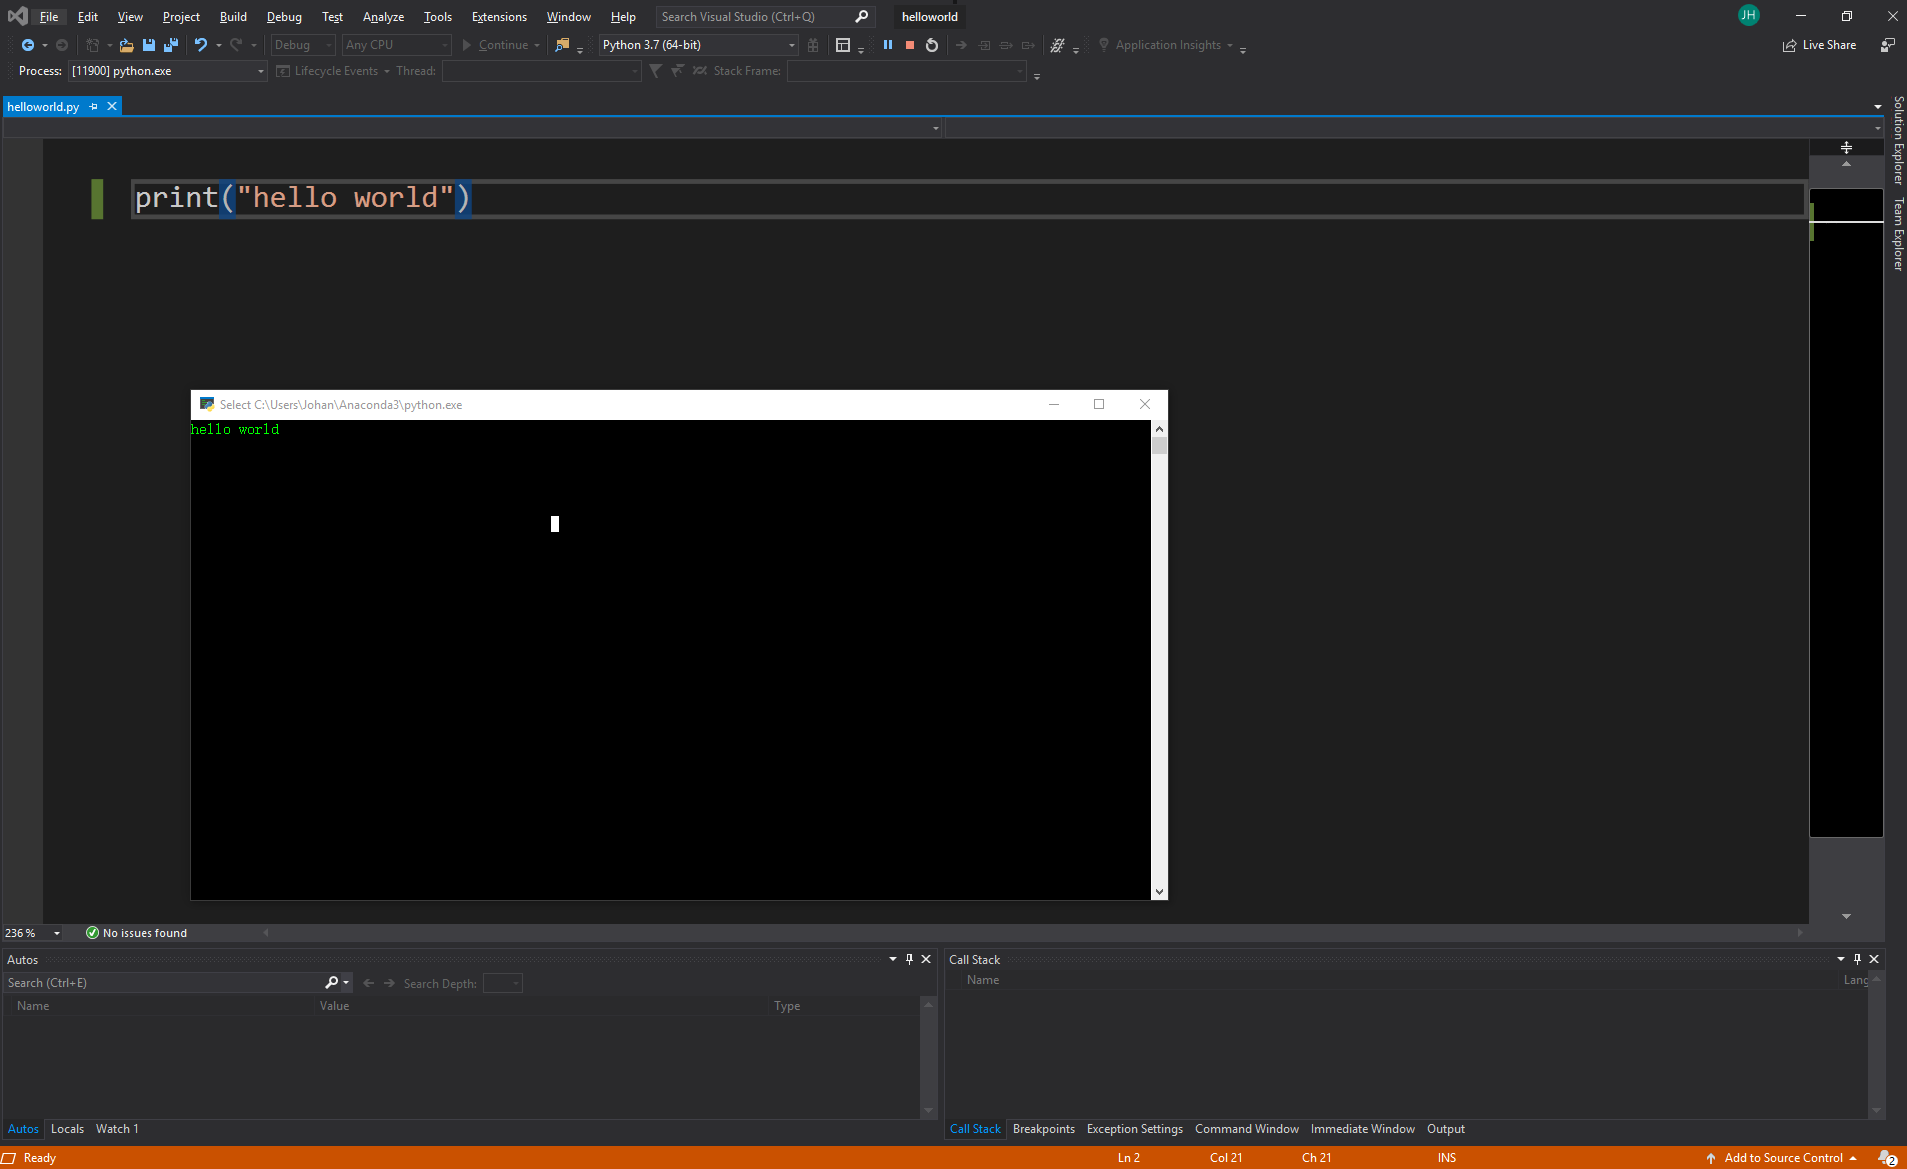 File Edit View Project Build Debug Test Analyze Tools Extensions Window Help Search Visual Studio (Ctrl+Q) helloworld JH
Debug Any CPU Continue Python 3.7 (64-bit) Application Insights Live Share
Process: [11900] python.exe Lifecycle Events Thread: Stack Frame:
helloworld.py
Solution Explorer
Team Explorer
print("hello world")
Select C:\Users\Johan\Anaconda3\python.exe
hello world
236 % No issues found
Autos
Search (Ctrl+E) Search Depth:
Name Value Type
Autos Locals Watch 1
Call Stack
Name Lang
Call Stack Breakpoints Exception Settings Command Window Immediate Window Output
Ready Ln 2 Col 21 Ch 21 INS Add to Source Control 2